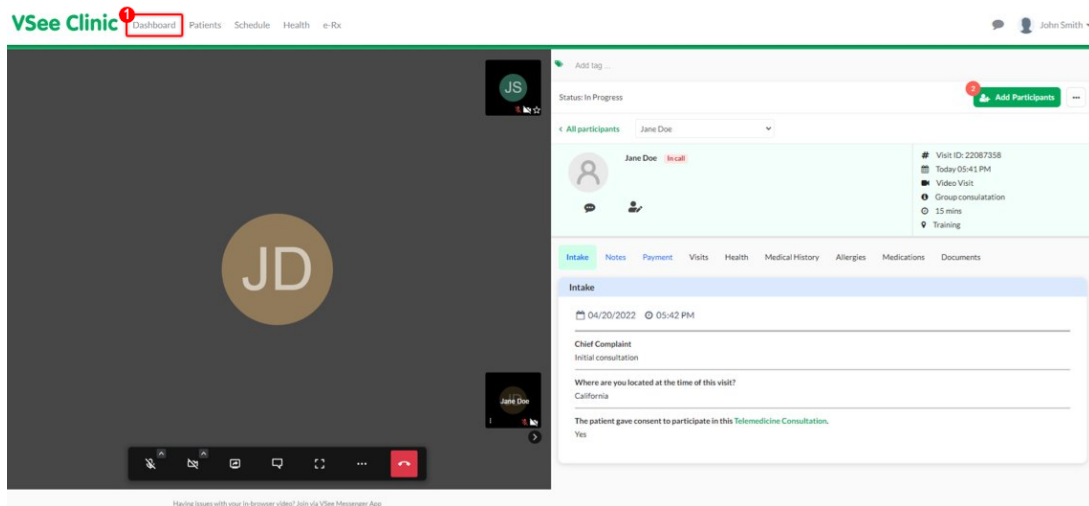 VSee Clinic
1
Dashboard Patients Schedule Health e-Rx
John Smith
JS
JD
Jane Doe
Having issues with your in-browser video? Join via VSee Messenger App
Add tag ...
Status: In Progress
2
Add Participants
< All participants
Jane Doe
Jane Doe In call
# Visit ID: 22087358
Today 05:41 PM
Video Visit
Group consulatation
15 mins
Training
Intake Notes Payment Visits Health Medical History Allergies Medications Documents
Intake
04/20/2022 05:42 PM
Chief Complaint
Initial consultation
Where are you located at the time of this visit?
California
The patient gave consent to participate in this Telemedicine Consultation.
Yes